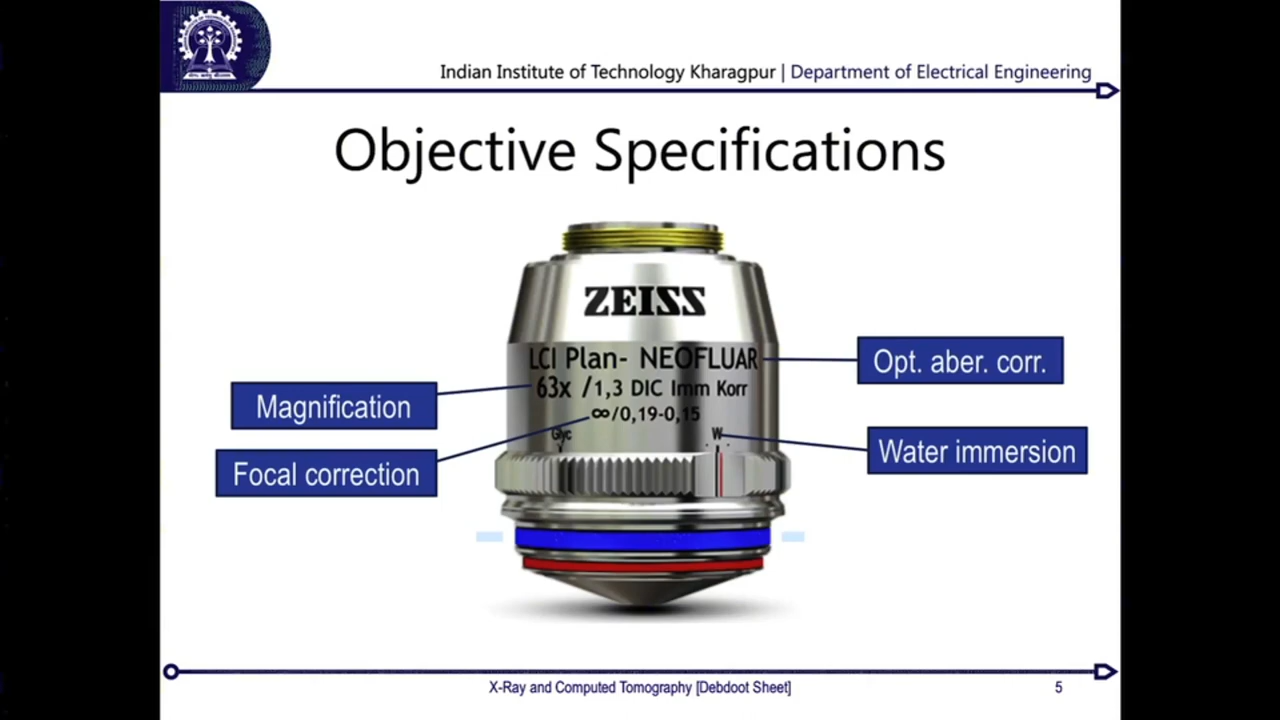 Indian Institute of Technology Kharagpur | Department of Electrical Engineering
Objective Specifications
ZEISS
LCI Plan- NEOFLUAR
63x /1,3 DIC Imm Korr
∞/0,19-0,15
Glyc
W
Opt. aber. corr.
Magnification
Water immersion
Focal correction
X-Ray and Computed Tomography [Debdoot Sheet]
5